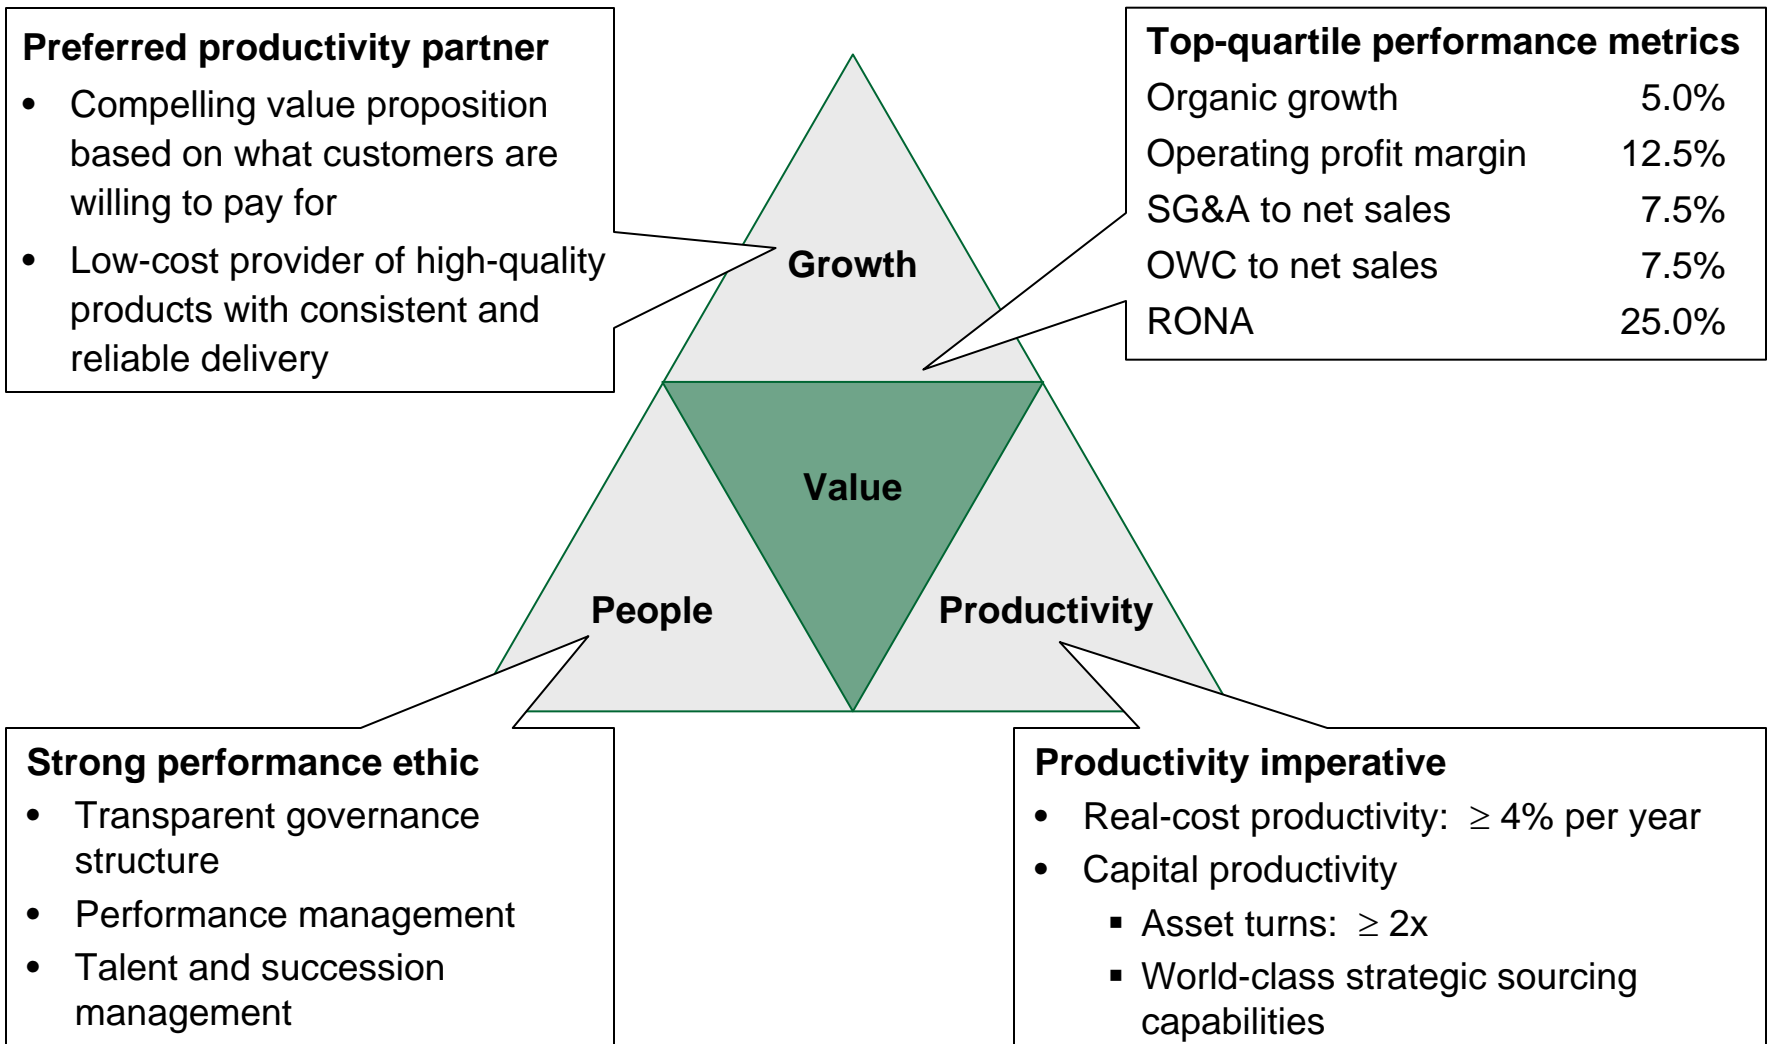 Preferred productivity partner
• Compelling value proposition
based on what customers are
willing to pay for
• Low-cost provider of high-quality
products with consistent and
reliable delivery
Top-quartile performance metrics
Organic growth 5.0%
Operating profit margin 12.5%
SG&A to net sales 7.5%
OWC to net sales 7.5%
RONA 25.0%
Growth
Value
People
Productivity
Strong performance ethic
• Transparent governance
structure
• Performance management
• Talent and succession
management
Productivity imperative
• Real-cost productivity: ≥ 4% per year
• Capital productivity
▪ Asset turns: ≥ 2x
▪ World-class strategic sourcing
capabilities